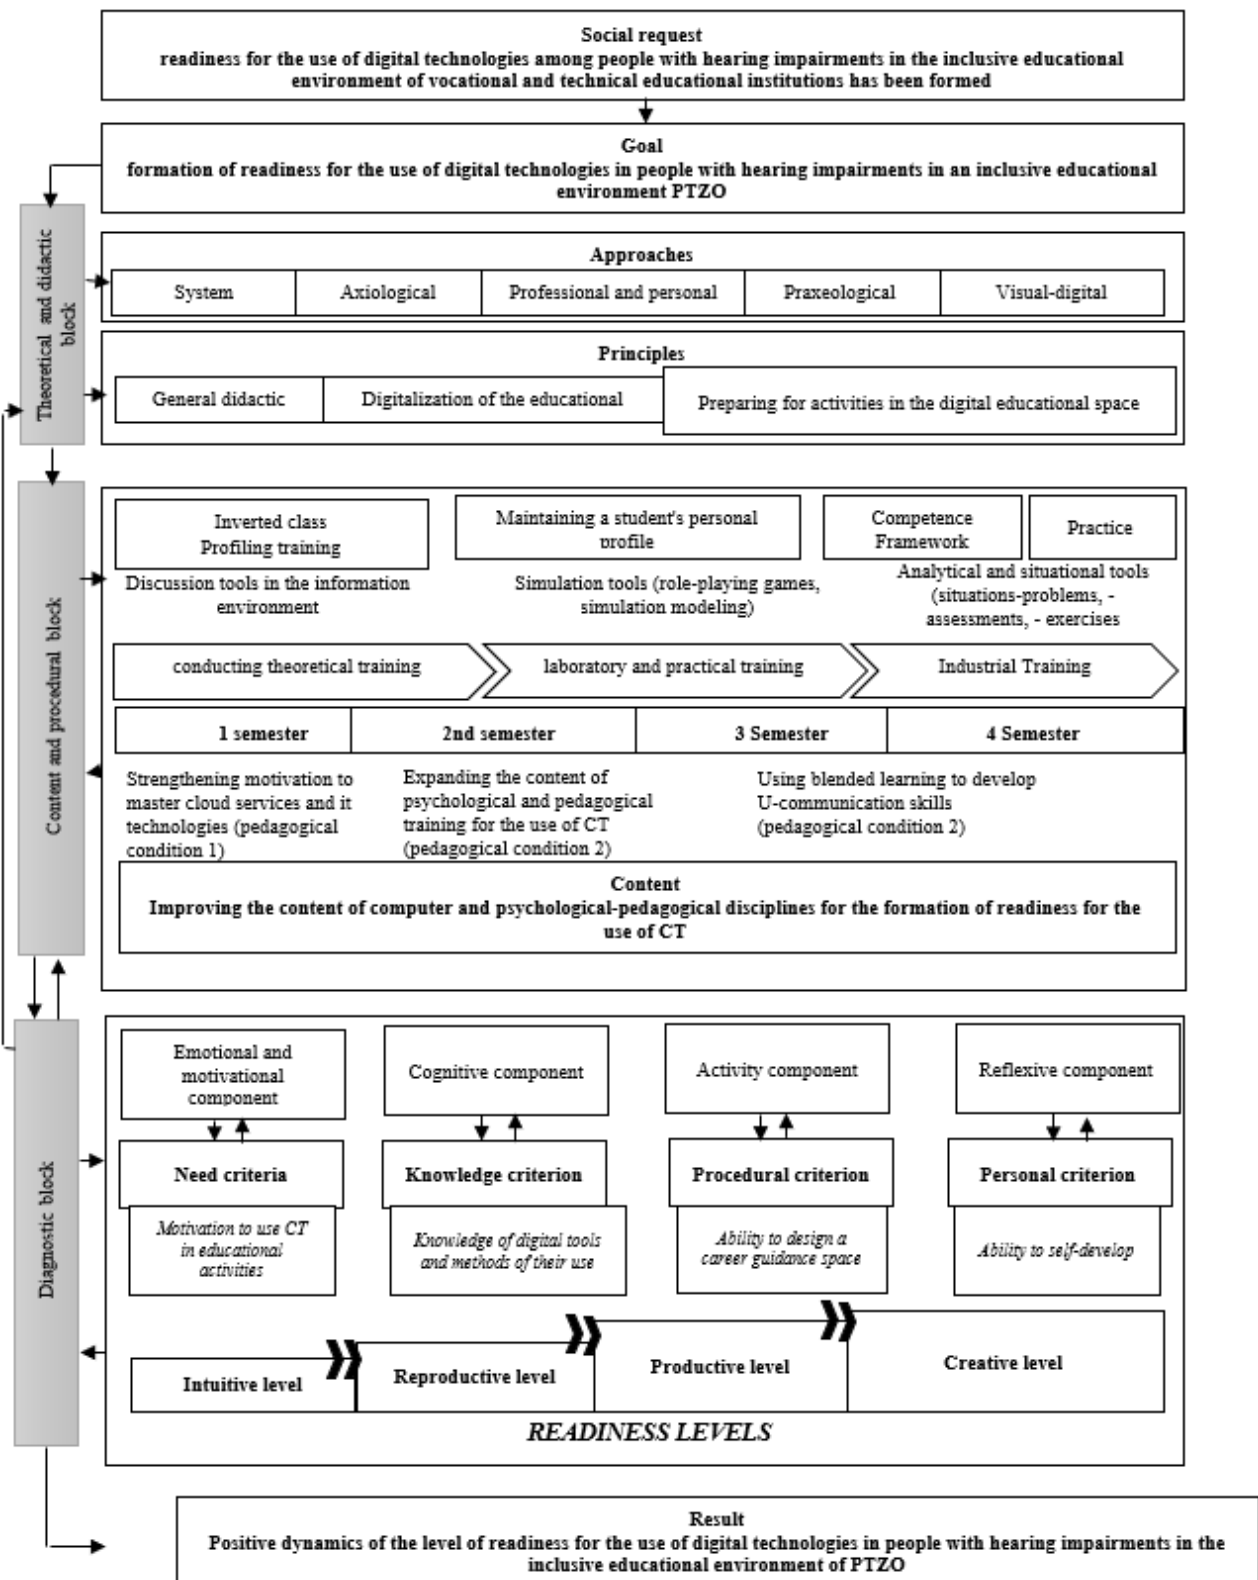 Social request
readiness for the use of digital technologies among people with hearing impairments in the inclusive educational
environment of vocational and technical educational institutions has been formed
Goal
formation of readiness for the use of digital technologies in people with hearing impairments in an inclusive educational
environment PTZO
Theoretical and didactic
block
Approaches
System
Axiological
Professional and personal
Praxeological
Visual-digital
Principles
General didactic
Digitalization of the educational
Preparing for activities in the digital educational space
Content and procedural block
Inverted class
Profiling training
Maintaining a student's personal
profile
Competence
Framework
Practice
Discussion tools in the information
environment
Simulation tools (role-playing games,
simulation modeling)
Analytical and situational tools
(situations-problems, -
assessments, - exercises
conducting theoretical training
laboratory and practical training
Industrial Training
1 semester
2nd semester
3 Semester
4 Semester
Strengthening motivation to
master cloud services and it
technologies (pedagogical
condition 1)
Expanding the content of
psychological and pedagogical
training for the use of CT
(pedagogical condition 2)
Using blended learning to develop
U-communication skills
(pedagogical condition 2)
Content
Improving the content of computer and psychological-pedagogical disciplines for the formation of readiness for the
use of CT
Diagnostic block
Emotional and
motivational
component
Cognitive component
Activity component
Reflexive component
Need criteria
Knowledge criterion
Procedural criterion
Personal criterion
Motivation to use CT
in educational
activities
Knowledge of digital tools
and methods of their use
Ability to design a
career guidance space
Ability to self-develop
Intuitive level
Reproductive level
Productive level
Creative level
READINESS LEVELS
Result
Positive dynamics of the level of readiness for the use of digital technologies in people with hearing impairments in the
inclusive educational environment of PTZO